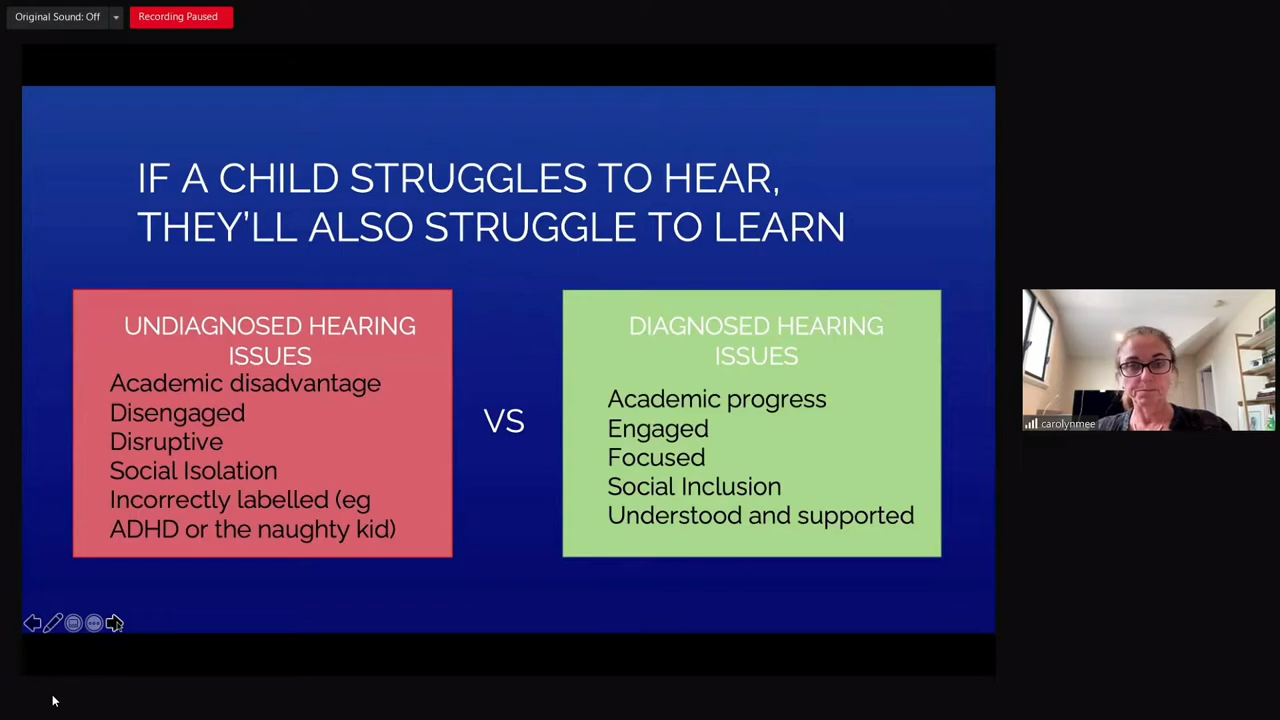 Original Sound: Off
Recording Paused
IF A CHILD STRUGGLES TO HEAR,
THEY'LL ALSO STRUGGLE TO LEARN
UNDIAGNOSED HEARING
ISSUES
Academic disadvantage
Disengaged
Disruptive
Social Isolation
Incorrectly labelled (eg
ADHD or the naughty kid)
VS
DIAGNOSED HEARING
ISSUES
Academic progress
Engaged
Focused
Social Inclusion
Understood and supported
carolynmee